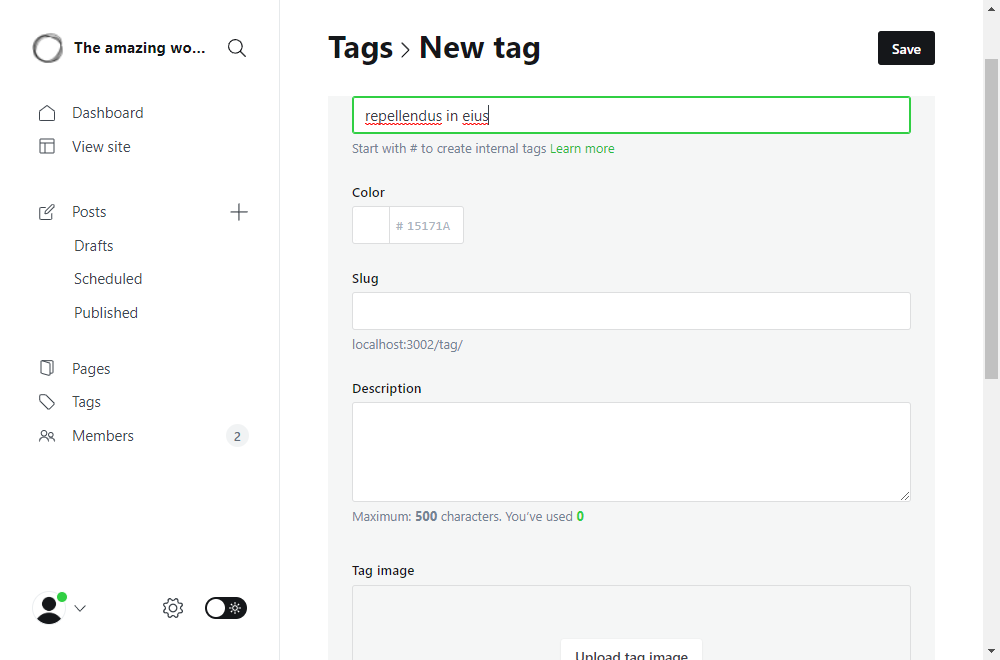 The amazing wo...
Dashboard
View site
Posts
Drafts
Scheduled
Published
Pages
Tags
Members
2
Tags > New tag
Save
repellendus in eius
Start with # to create internal tags Learn more
Color
# 15171A
Slug
localhost:3002/tag/
Description
Maximum: 500 characters. You’ve used 0
Tag image
Upload tag image